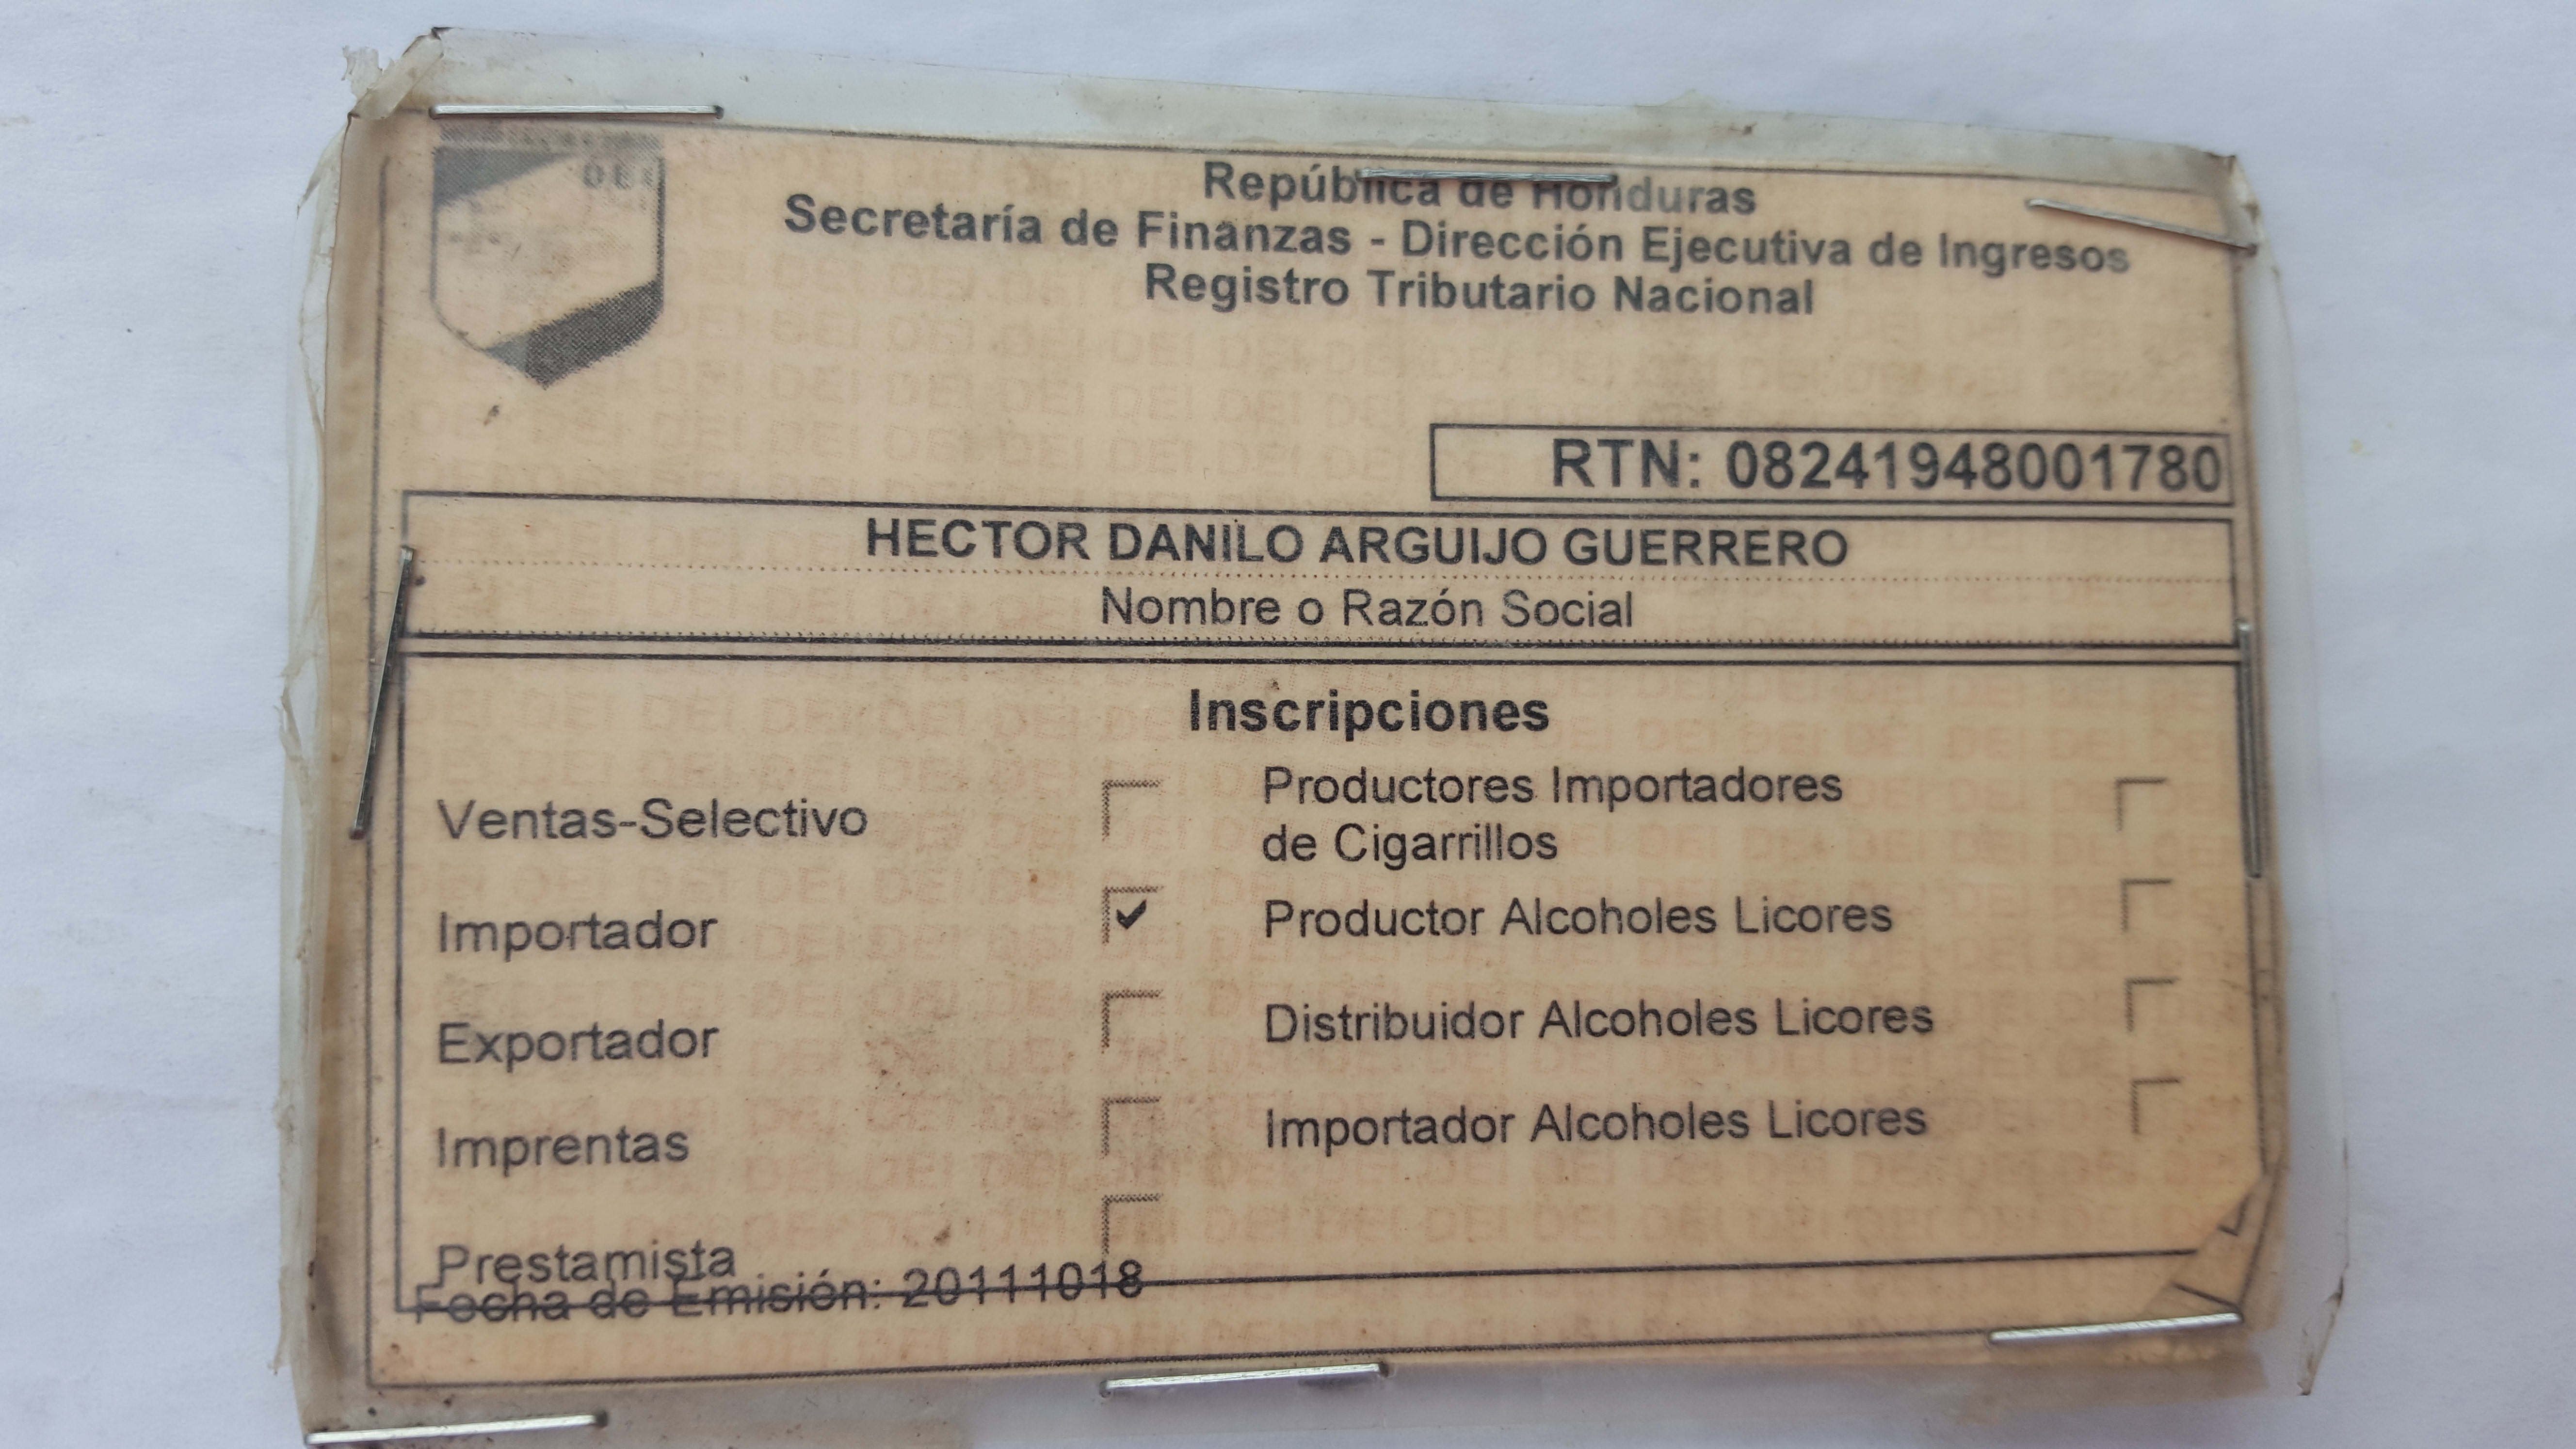 DEI
República de Honduras
Secretaría de Finanzas - Dirección Ejecutiva de Ingresos
Registro Tributario Nacional
RTN: 08241948001780
HECTOR DANILO ARGUIJO GUERRERO
Nombre o Razón Social
Inscripciones
Ventas-Selectivo
Productores Importadores
de Cigarrillos
Importador ✓
Productor Alcoholes Licores
Exportador
Distribuidor Alcoholes Licores
Imprentas
Importador Alcoholes Licores
Prestamista
Fecha de Emisión: 20111018